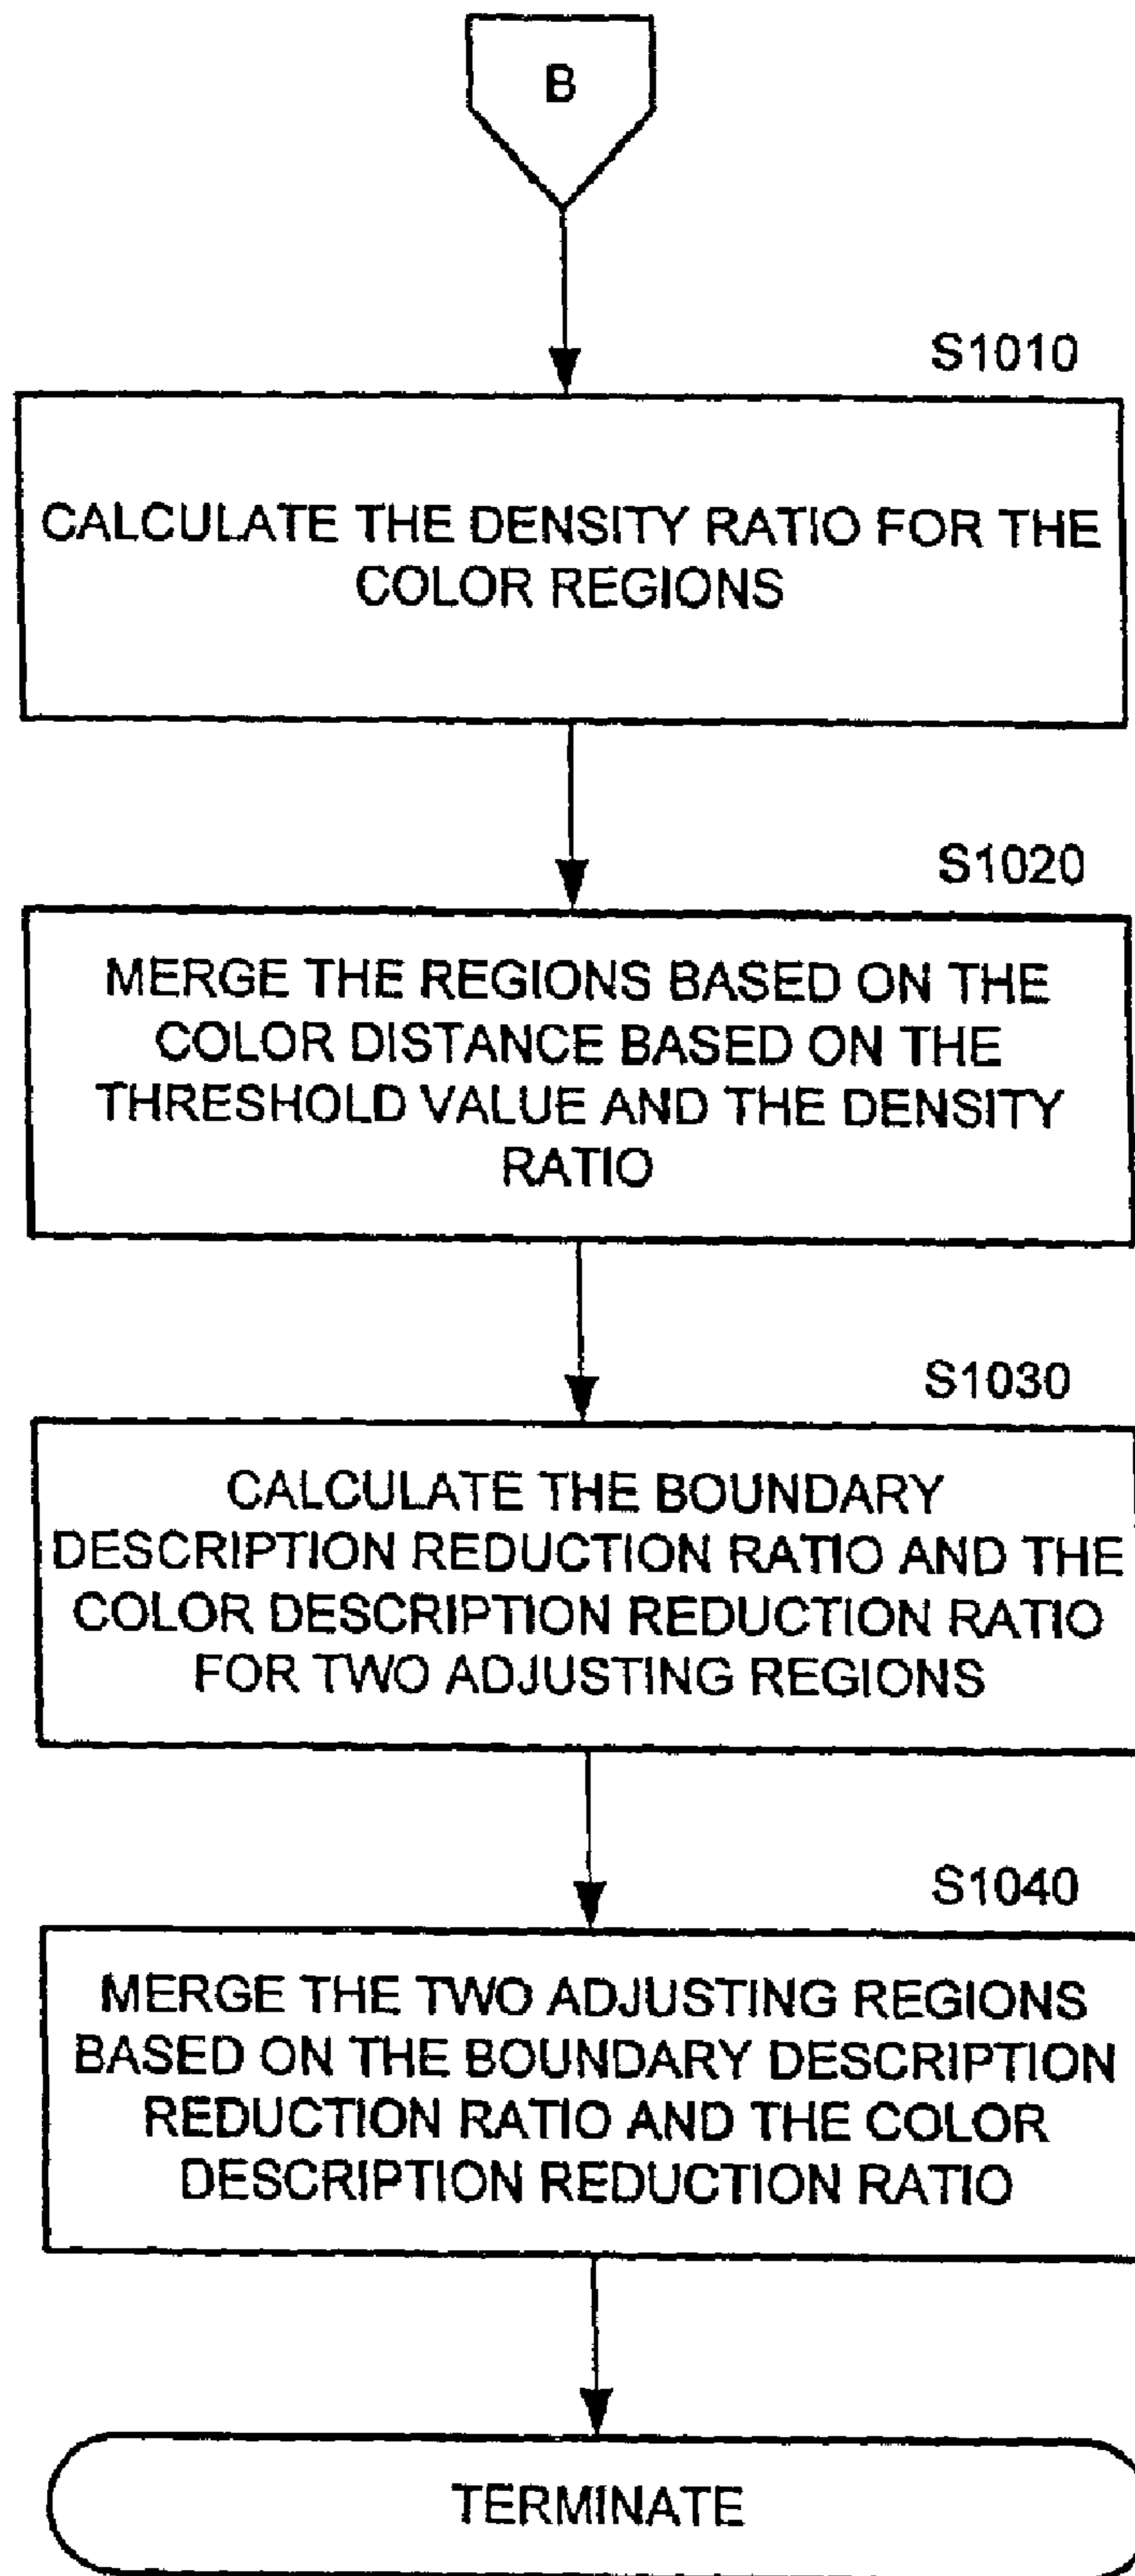 B
S1010
CALCULATE THE DENSITY RATIO FOR THE
COLOR REGIONS
S1020
MERGE THE REGIONS BASED ON THE
COLOR DISTANCE BASED ON THE
THRESHOLD VALUE AND THE DENSITY
RATIO
S1030
CALCULATE THE BOUNDARY
DESCRIPTION REDUCTION RATIO AND THE
COLOR DESCRIPTION REDUCTION RATIO
FOR TWO ADJUSTING REGIONS
S1040
MERGE THE TWO ADJUSTING REGIONS
BASED ON THE BOUNDARY DESCRIPTION
REDUCTION RATIO AND THE COLOR
DESCRIPTION REDUCTION RATIO
TERMINATE